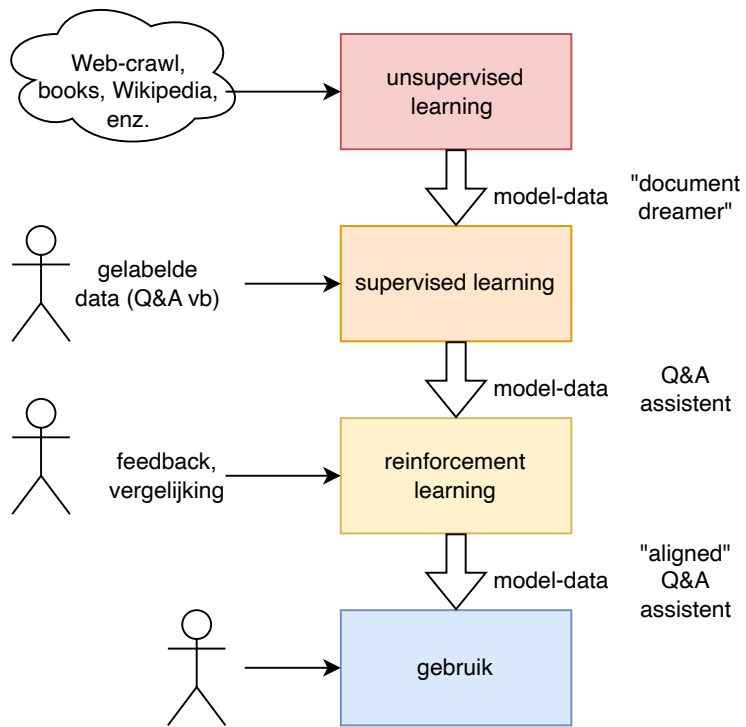 Web-crawl,
books, Wikipedia,
enz.
unsupervised
learning
model-data
"document
dreamer"
gelabelde
data (Q&A vb)
supervised learning
model-data
Q&A
assistent
feedback,
vergelijking
reinforcement
learning
model-data
"aligned"
Q&A
assistent
gebruik